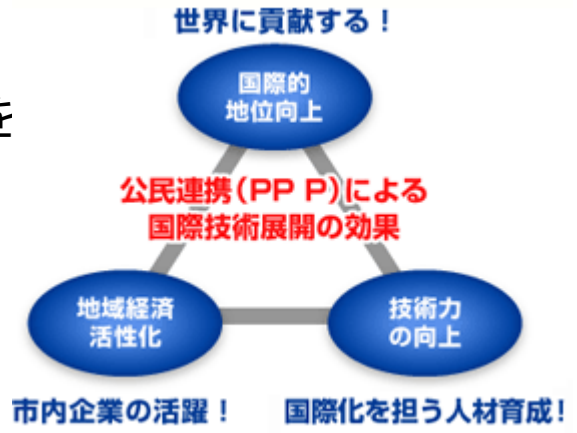 世界に貢献する！
国際的
地位向上
を
公民連携(PP P)による
国際技術展開の効果
地域経済
活性化
技術力
の向上
市内企業の活躍！
国際化を担う人材育成！